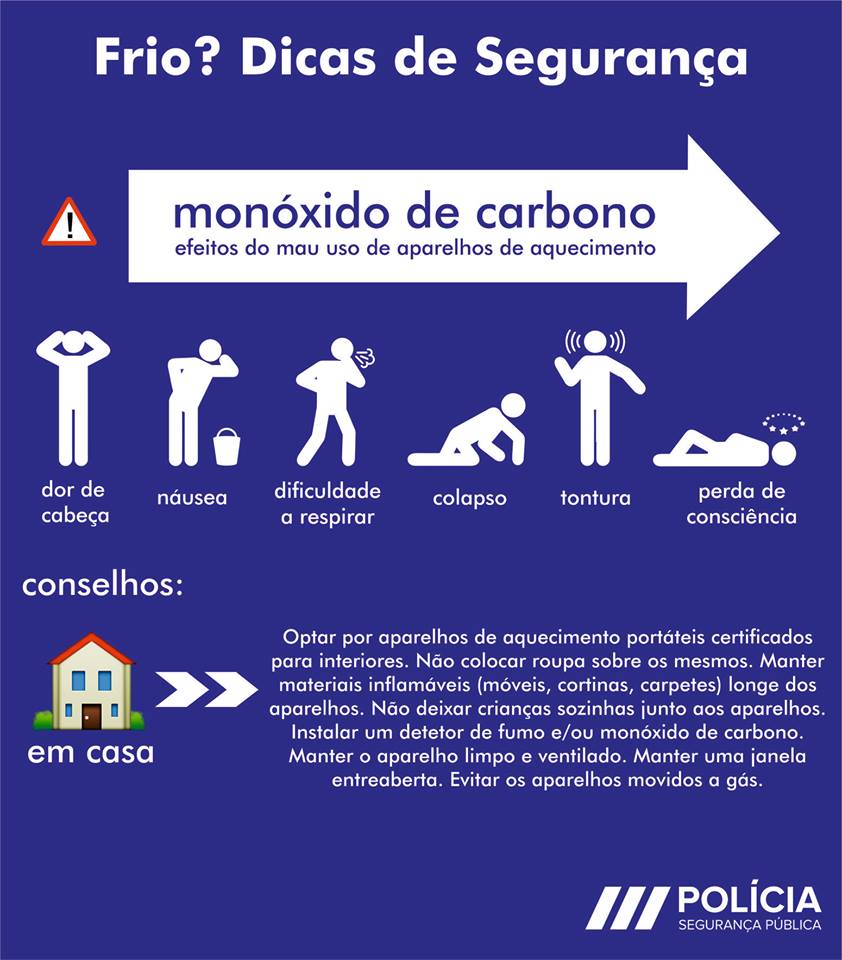 Frio? Dicas de Segurança
monóxido de carbono
efeitos do mau uso de aparelhos de aquecimento
dor de
cabeça
náusea
dificuldade
a respirar
colapso
tontura
perda de
consciência
conselhos:
em casa
Optar por aparelhos de aquecimento portáteis certificados
para interiores. Não colocar roupa sobre os mesmos. Manter
materiais inflamáveis (móveis, cortinas, carpetes) longe dos
aparelhos. Não deixar crianças sozinhas junto aos aparelhos.
Instalar um detetor de fumo e/ou monóxido de carbono.
Manter o aparelho limpo e ventilado. Manter uma janela
entreaberta. Evitar os aparelhos movidos a gás.
POLÍCIA
SEGURANÇA PÚBLICA